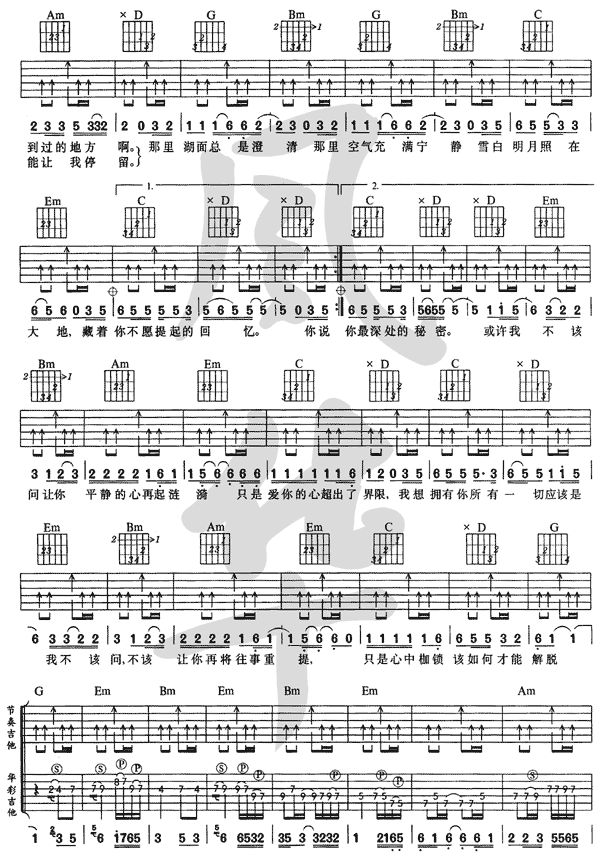 Am × D G Bm G Bm C
2 3 3 5 332 2 0 3 2 1 1 1 6 6 2 2 3 0 3 2 1 1 6 6 2 2 3 0 3 5 6 5 5 3 3
到过的地方 啊。那里 湖面总 是澄 清 那里 空气充 满宁 静 雪白 明月照 在
能让 我停 留。
1. 2.
Em C × D × D C × D × D Em
6 5 6 0 3 5 6 5 5 5 5 3 5 6 5 5 5 5 0 3 5 6 5 5 5 3 5655 5 5 1 1 5 6 3 2 2
大 地, 藏着 你不愿提起的 回 忆。 你说 你最深处的 秘密。 或许我 不 该
Bm Am Em C × D C × D
3 1 2 3 2 2 2 2 1 6 1 1 5 6 6 6 6 1 1 1 1 1 1 6 1 2 0 3 5 6 5 5 5 · 3 6 5 5 1 · 5
问让你 平静的心再起涟 漪 只是 爱你的心超出了 界限、我想 拥有你所 有 一 切应该是
Em Bm Am Em C × D G
6 3 3 2 2 3 1 2 3 2 2 2 2 1 6 1 1 5 6 6 0 1 1 1 1 1 6 5 5 5 6 6 1 1
我不 该 问,不该 让你再将往事重 提, 只是心中枷锁 该如何才能 解脱
G Em Bm Em Bm Em Am
节奏吉他
华彩吉他
1 3 5 6 1765 3 5 3 6 6532 35 3 3232 1 2165 6 1 6 6 6 1 2 2 3 5565
风华